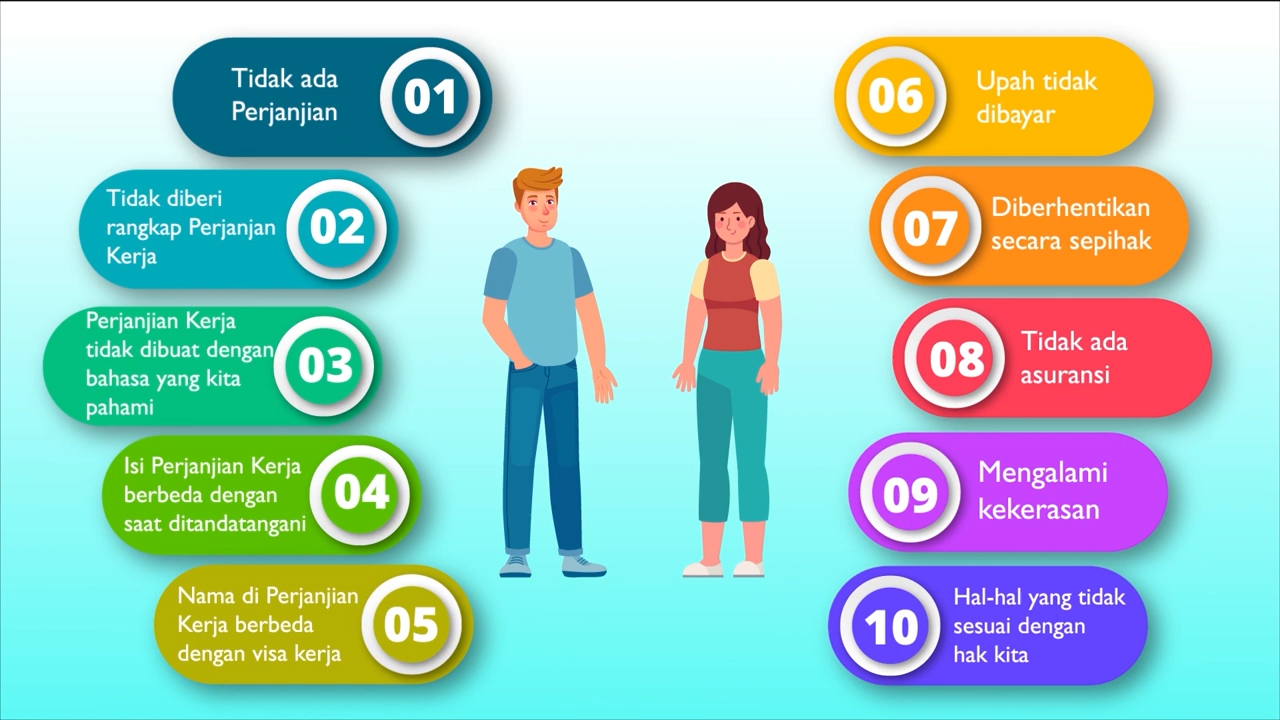 Tidak ada
Perjanjian
01
Tidak diberi
rangkap Perjanjan
Kerja
02
Perjanjian Kerja
tidak dibuat dengan
bahasa yang kita
pahami
03
Isi Perjanjian Kerja
berbeda dengan
saat ditandatangani
04
Nama di Perjanjian
Kerja berbeda
dengan visa kerja
05
06
Upah tidak
dibayar
07
Diberhentikan
secara sepihak
08
Tidak ada
asuransi
09
Mengalami
kekerasan
10
Hal-hal yang tidak
sesuai dengan
hak kita